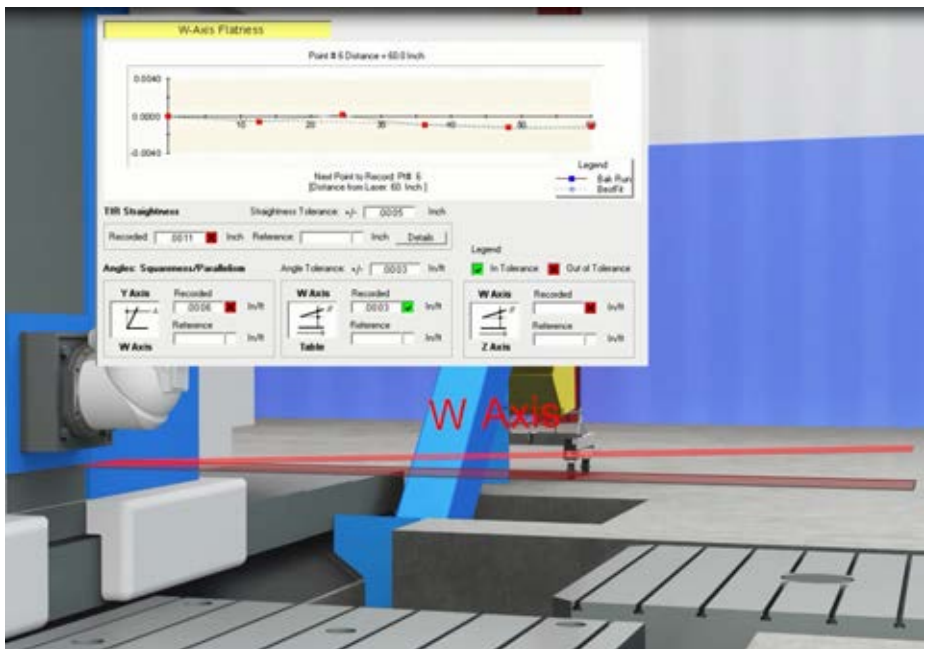 W-Axis Flatness
Point # 6 Distance = 60.0 Inch
0.0040
0.0000
-0.0040
10 20 30 40 50
Next Point to Record: Pt#: 6
[Distance from Laser: 60. Inch ]
Legend
Bak Run
BestFit
TIR Straightness
Straightness Tolerance: +/- .0005 Inch
Recorded: .0011 Inch Reference: Inch Details
Legend:
In Tolerance Out of Tolerance
Angles: Squareness/Parallelism
Angle Tolerance: +/- .0003 In/ft
Y Axis
Recorded
.0006 In/ft
Reference
In/ft
W Axis
W Axis
Recorded
.0003 In/ft
Reference
In/ft
Table
W Axis
Recorded
In/ft
Reference
In/ft
Z Axis
W Axis